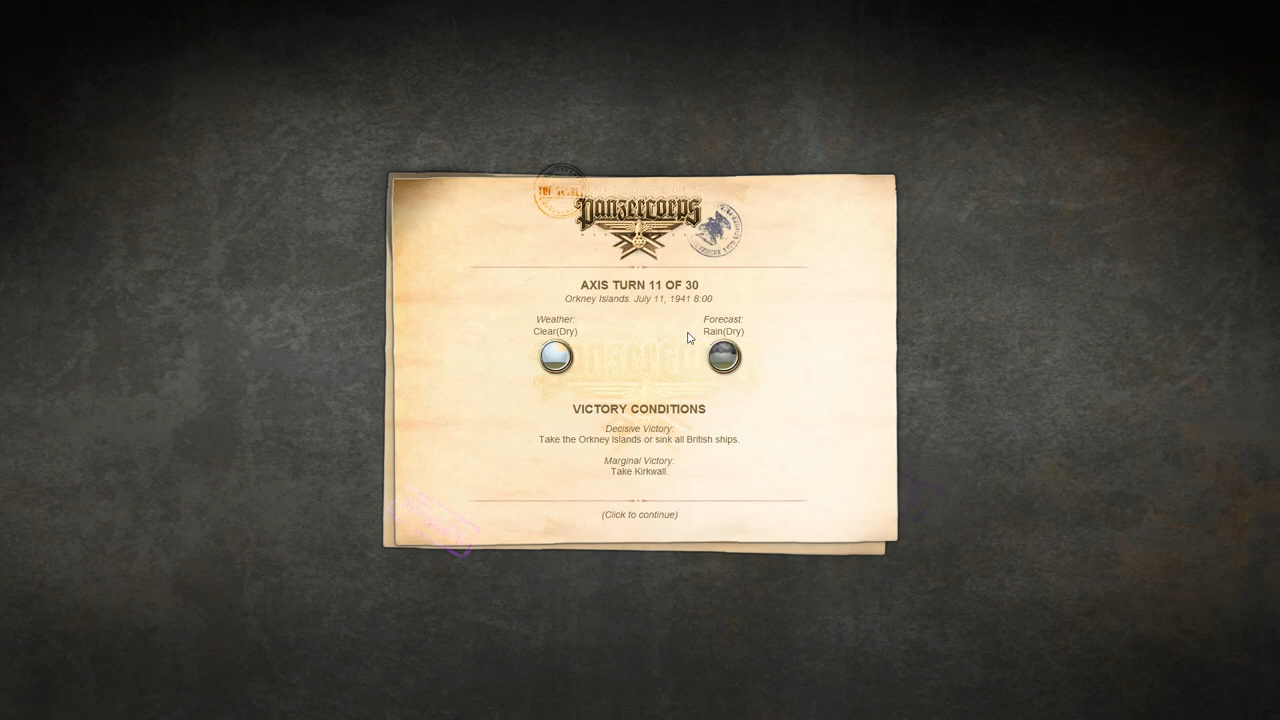 TOP SECRET
Panzercorps
AXIS TURN 11 OF 30
Orkney Islands. July 11, 1941 8:00
Weather:
Clear(Dry)
Forecast:
Rain(Dry)
VICTORY CONDITIONS
Decisive Victory:
Take the Orkney Islands or sink all British ships.
Marginal Victory:
Take Kirkwall.
(Click to continue)